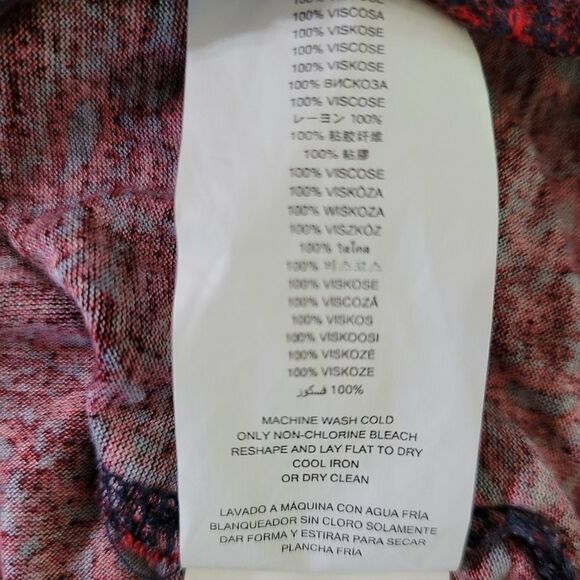 100% VISCOSA
100% VISKOSE
100% VISCOSE
100% VISKOSE
100% ВИСКОЗА
100% VISCOSE
レーヨン 100%
100% 粘胶纤维
100% 粘膠
100% VISCOSE
100% VISKÓZA
100% WISKOZA
100% VISZKÓZ
100% ใสโคส
100% 비스코스
100% VISKOSE
100% VISCOZĂ
100% VISKOS
100% VISKOOSI
100% VISKOZĖ
100% VISKOZE
100% فسكوز
MACHINE WASH COLD
ONLY NON-CHLORINE BLEACH
RESHAPE AND LAY FLAT TO DRY
COOL IRON
OR DRY CLEAN
LAVADO A MÁQUINA CON AGUA FRÍA
BLANQUEADOR SIN CLORO SOLAMENTE
DAR FORMA Y ESTIRAR PARA SECAR
PLANCHA FRÍA